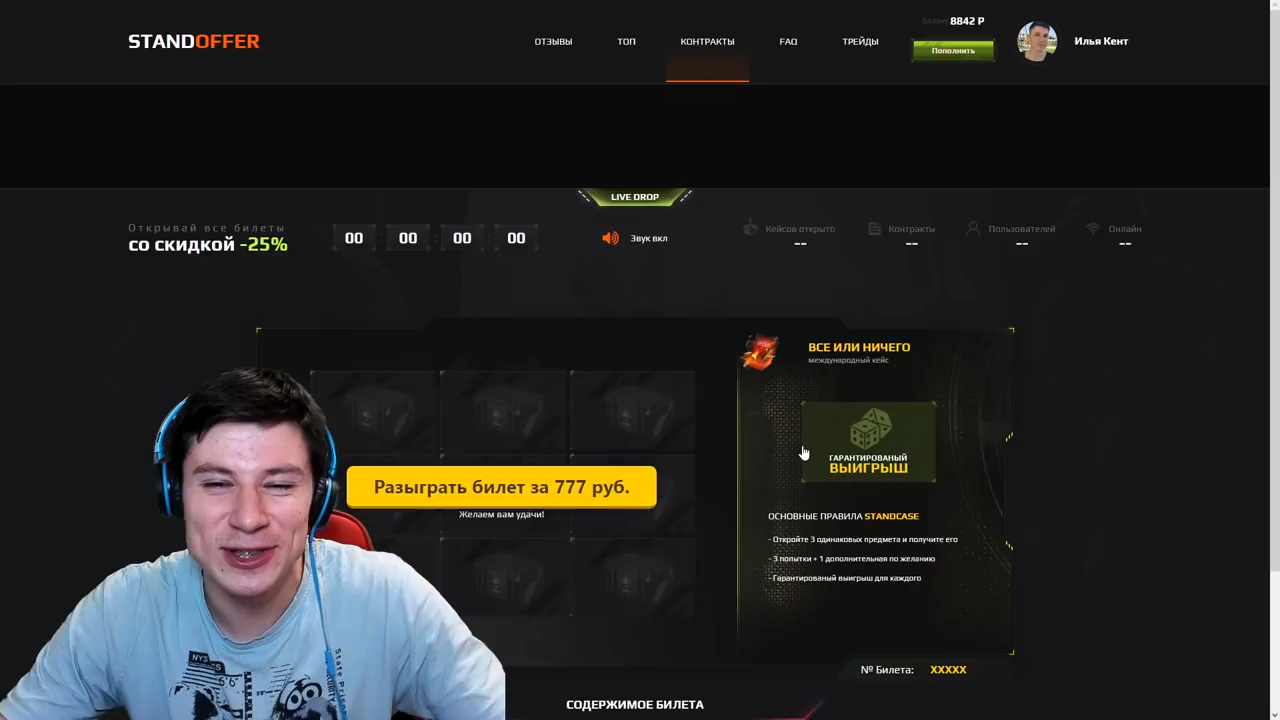 STANDOFFER
ОТЗЫВЫ
ТОП
КОНТРАКТЫ
FAQ
ТРЕЙДЫ
Баланс: 8842 Р
Пополнить
Илья Кент
LIVE DROP
Открывай все билеты
со скидкой -25%
00 00 00 00
Звук вкл
Кейсов открыто
--
Контракты
--
Пользователей
--
Онлайн
--
ВСЕ ИЛИ НИЧЕГО
международный кейс
ГАРАНТИРОВАНЫЙ
ВЫИГРЫШ
Разыграть билет за 777 руб.
Желаем вам удачи!
ОСНОВНЫЕ ПРАВИЛА STANDCASE
- Откройте 3 одинаковых предмета и получите его
- 3 попытки + 1 дополнительная по желанию
- Гарантированый выигрыш для каждого
№ Билета: XXXXX
СОДЕРЖИМОЕ БИЛЕТА